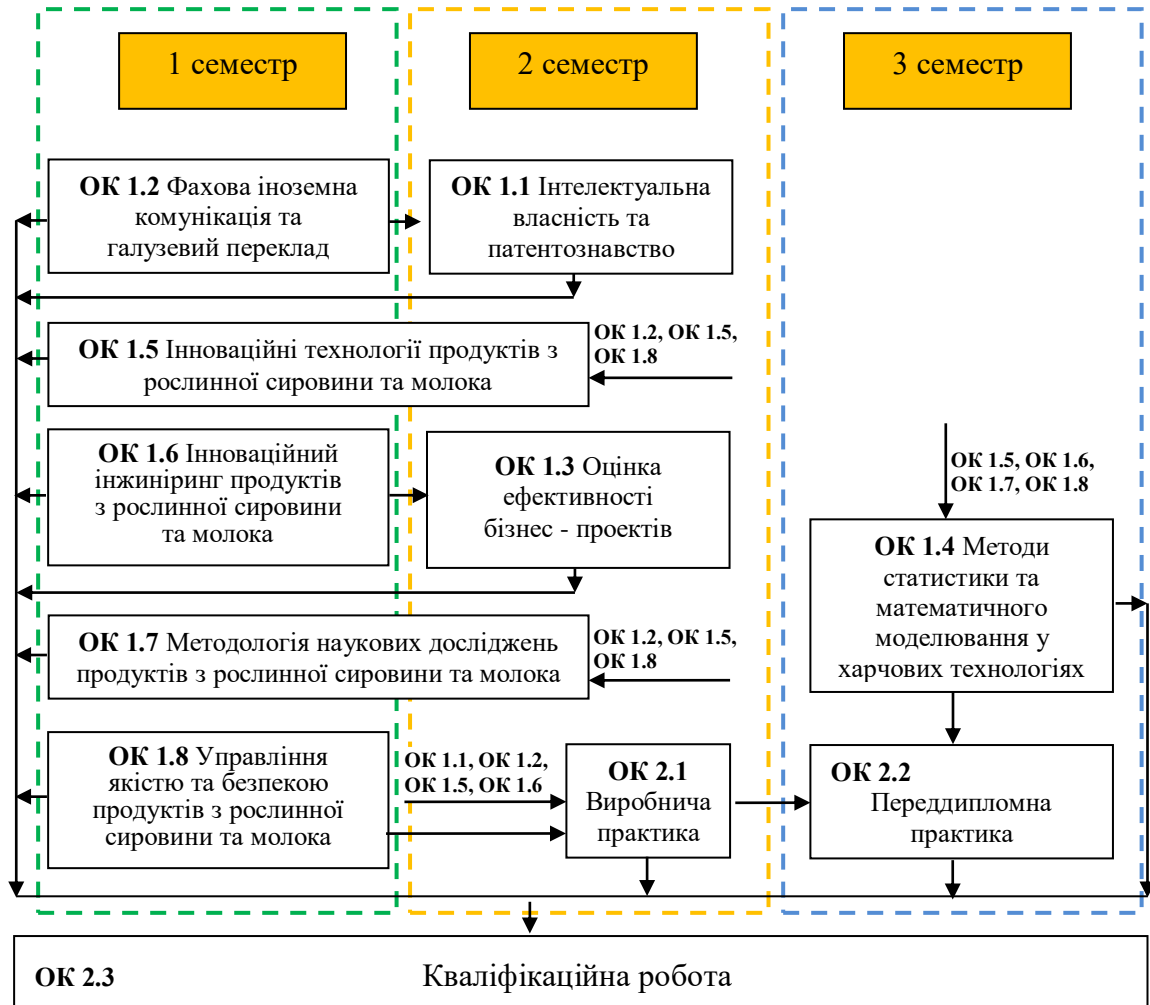 1 семестр
2 семестр
3 семестр
ОК 1.2 Фахова іноземна
комунікація та
галузевий переклад
ОК 1.1 Інтелектуальна
власність та
патентознавство
ОК 1.5 Інноваційні технології продуктів з
рослинної сировини та молока
ОК 1.2, ОК 1.5,
ОК 1.8
ОК 1.6 Інноваційний
інжиніринг продуктів
з рослинної сировини
та молока
ОК 1.3 Оцінка
ефективності
бізнес - проектів
ОК 1.5, ОК 1.6,
ОК 1.7, ОК 1.8
ОК 1.4 Методи
статистики та
математичного
моделювання у
харчових технологіях
ОК 1.7 Методологія наукових досліджень
продуктів з рослинної сировини та молока
ОК 1.2, ОК 1.5,
ОК 1.8
ОК 1.8 Управління
якістю та безпекою
продуктів з рослинної
сировини та молока
ОК 1.1, ОК 1.2,
ОК 1.5, ОК 1.6
ОК 2.1
Виробнича
практика
ОК 2.2
Переддипломна
практика
ОК 2.3 Кваліфікаційна робота